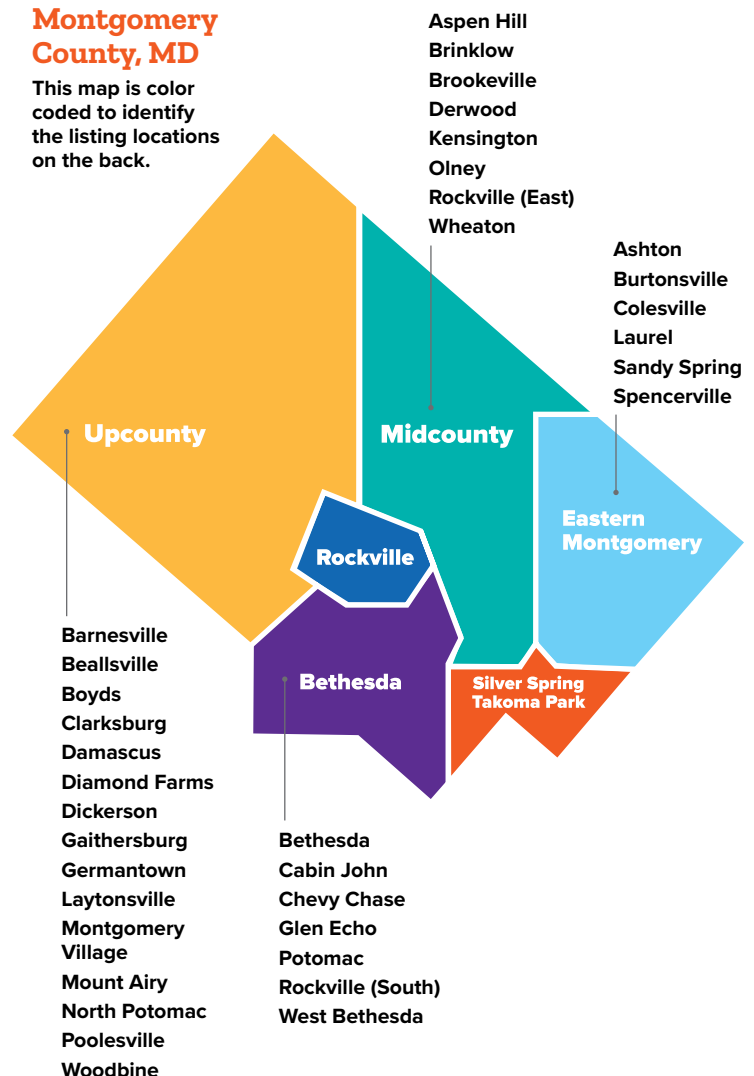 Montgomery
County, MD
This map is color
coded to identify
the listing locations
on the back.
Aspen Hill
Brinklow
Brookeville
Derwood
Kensington
Olney
Rockville (East)
Wheaton
Ashton
Burtonsville
Colesville
Laurel
Sandy Spring
Spencerville
Upcounty
Midcounty
Eastern
Montgomery
Rockville
Bethesda
Silver Spring
Takoma Park
Barnesville
Beallsville
Boyds
Clarksburg
Damascus
Diamond Farms
Dickerson
Gaithersburg
Germantown
Laytonsville
Montgomery
Village
Mount Airy
North Potomac
Poolesville
Woodbine
Bethesda
Cabin John
Chevy Chase
Glen Echo
Potomac
Rockville (South)
West Bethesda